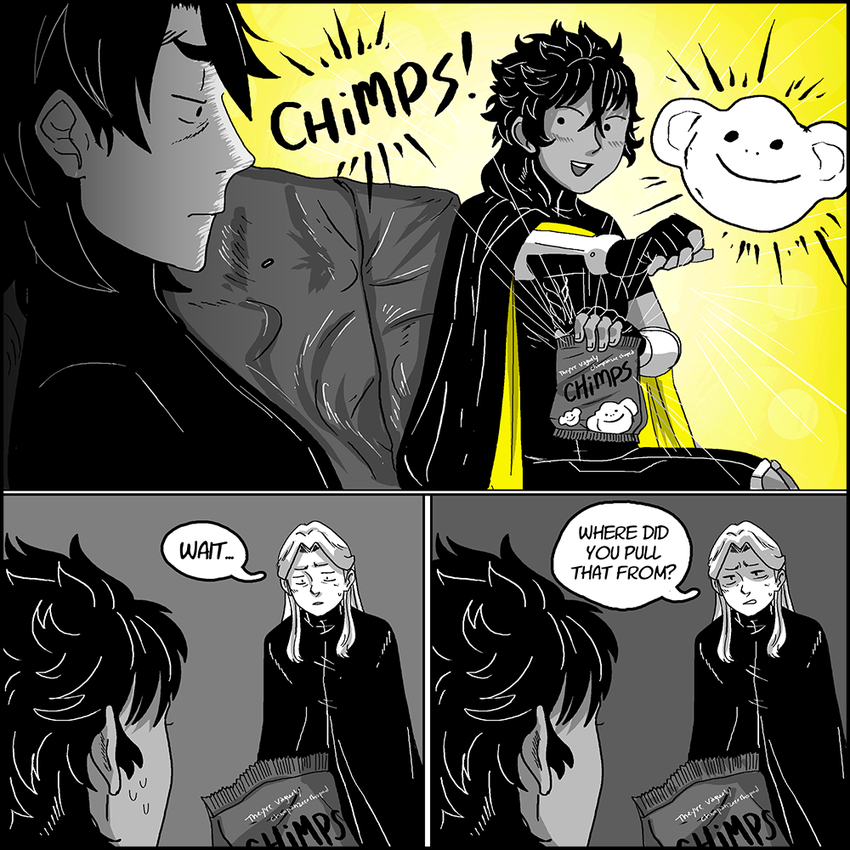 CHiMPS!
They're vaguely
chimpanzee shaped
CHiMPS
WAIT...
They're vaguely
chimpanzee shaped
CHiMPS
WHERE DID
YOU PULL
THAT FROM?
They're vaguely
chimpanzee shaped
CHiMPS